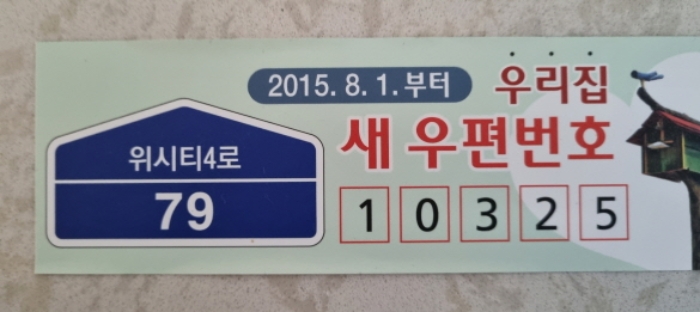 위시티4로
79
2015. 8. 1.부터
우리집
새 우편번호
10325